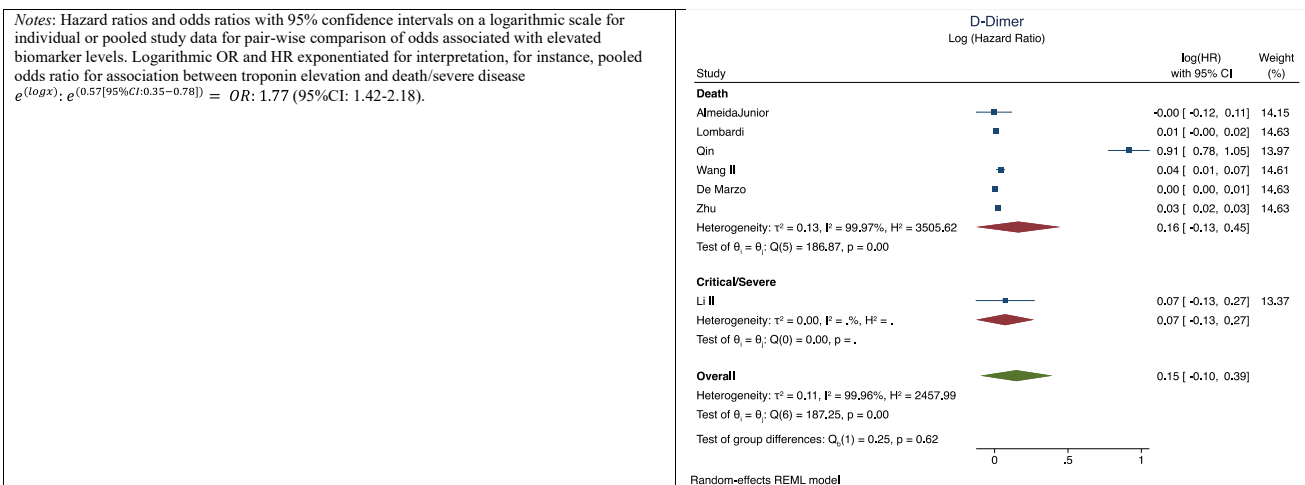 Notes: Hazard ratios and odds ratios with 95% confidence intervals on a logarithmic scale for
individual or pooled study data for pair-wise comparison of odds associated with elevated
biomarker levels. Logarithmic OR and HR exponentiated for interpretation, for instance, pooled
odds ratio for association between troponin elevation and death/severe disease
e^(logx): e^(0.57[95%CI:0.35−0.78]) = OR: 1.77 (95%CI: 1.42-2.18).
D-Dimer
Log (Hazard Ratio)
log(HR) Weight
Study with 95% CI (%)
Death
AlmeidaJunior -0.00 [ -0.12, 0.11] 14.15
Lombardi 0.01 [ -0.00, 0.02] 14.63
Qin 0.91 [ 0.78, 1.05] 13.97
Wang II 0.04 [ 0.01, 0.07] 14.61
De Marzo 0.00 [ 0.00, 0.01] 14.63
Zhu 0.03 [ 0.02, 0.03] 14.63
Heterogeneity: τ² = 0.13, I² = 99.97%, H² = 3505.62 0.16 [ -0.13, 0.45]
Test of θᵢ = θⱼ: Q(5) = 186.87, p = 0.00
Critical/Severe
Li II 0.07 [ -0.13, 0.27] 13.37
Heterogeneity: τ² = 0.00, I² = .%, H² = . 0.07 [ -0.13, 0.27]
Test of θᵢ = θⱼ: Q(0) = 0.00, p = .
Overall 0.15 [ -0.10, 0.39]
Heterogeneity: τ² = 0.11, I² = 99.96%, H² = 2457.99
Test of θᵢ = θⱼ: Q(6) = 187.25, p = 0.00
Test of group differences: Q_b(1) = 0.25, p = 0.62
0 .5 1
Random-effects REML model